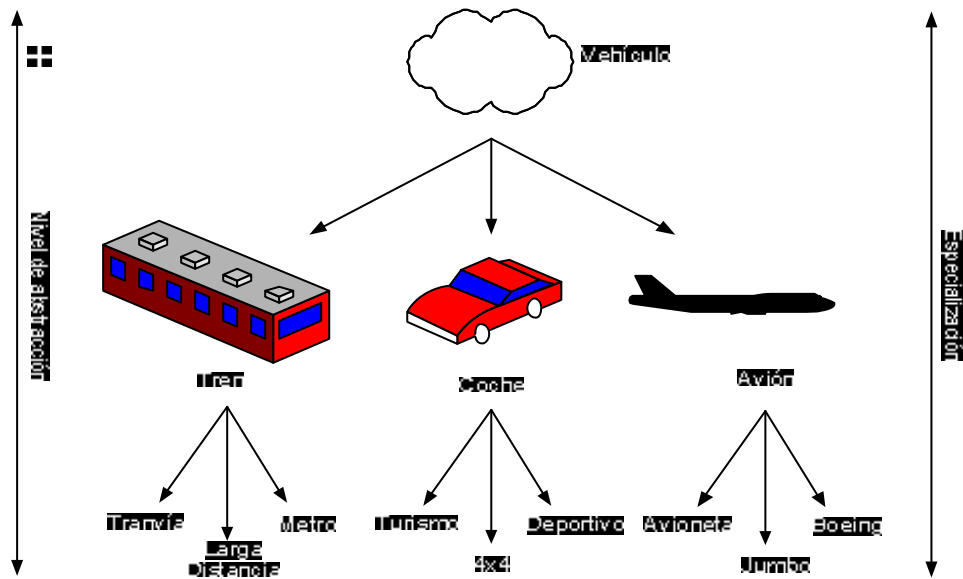 Vehículo
Nivel de abstracción
Especialización
Tren
Coche
Avión
Tranvía
Larga
Distancia
Metro
Turismo
4x4
Deportivo
Avioneta
Jumbo
Boeing